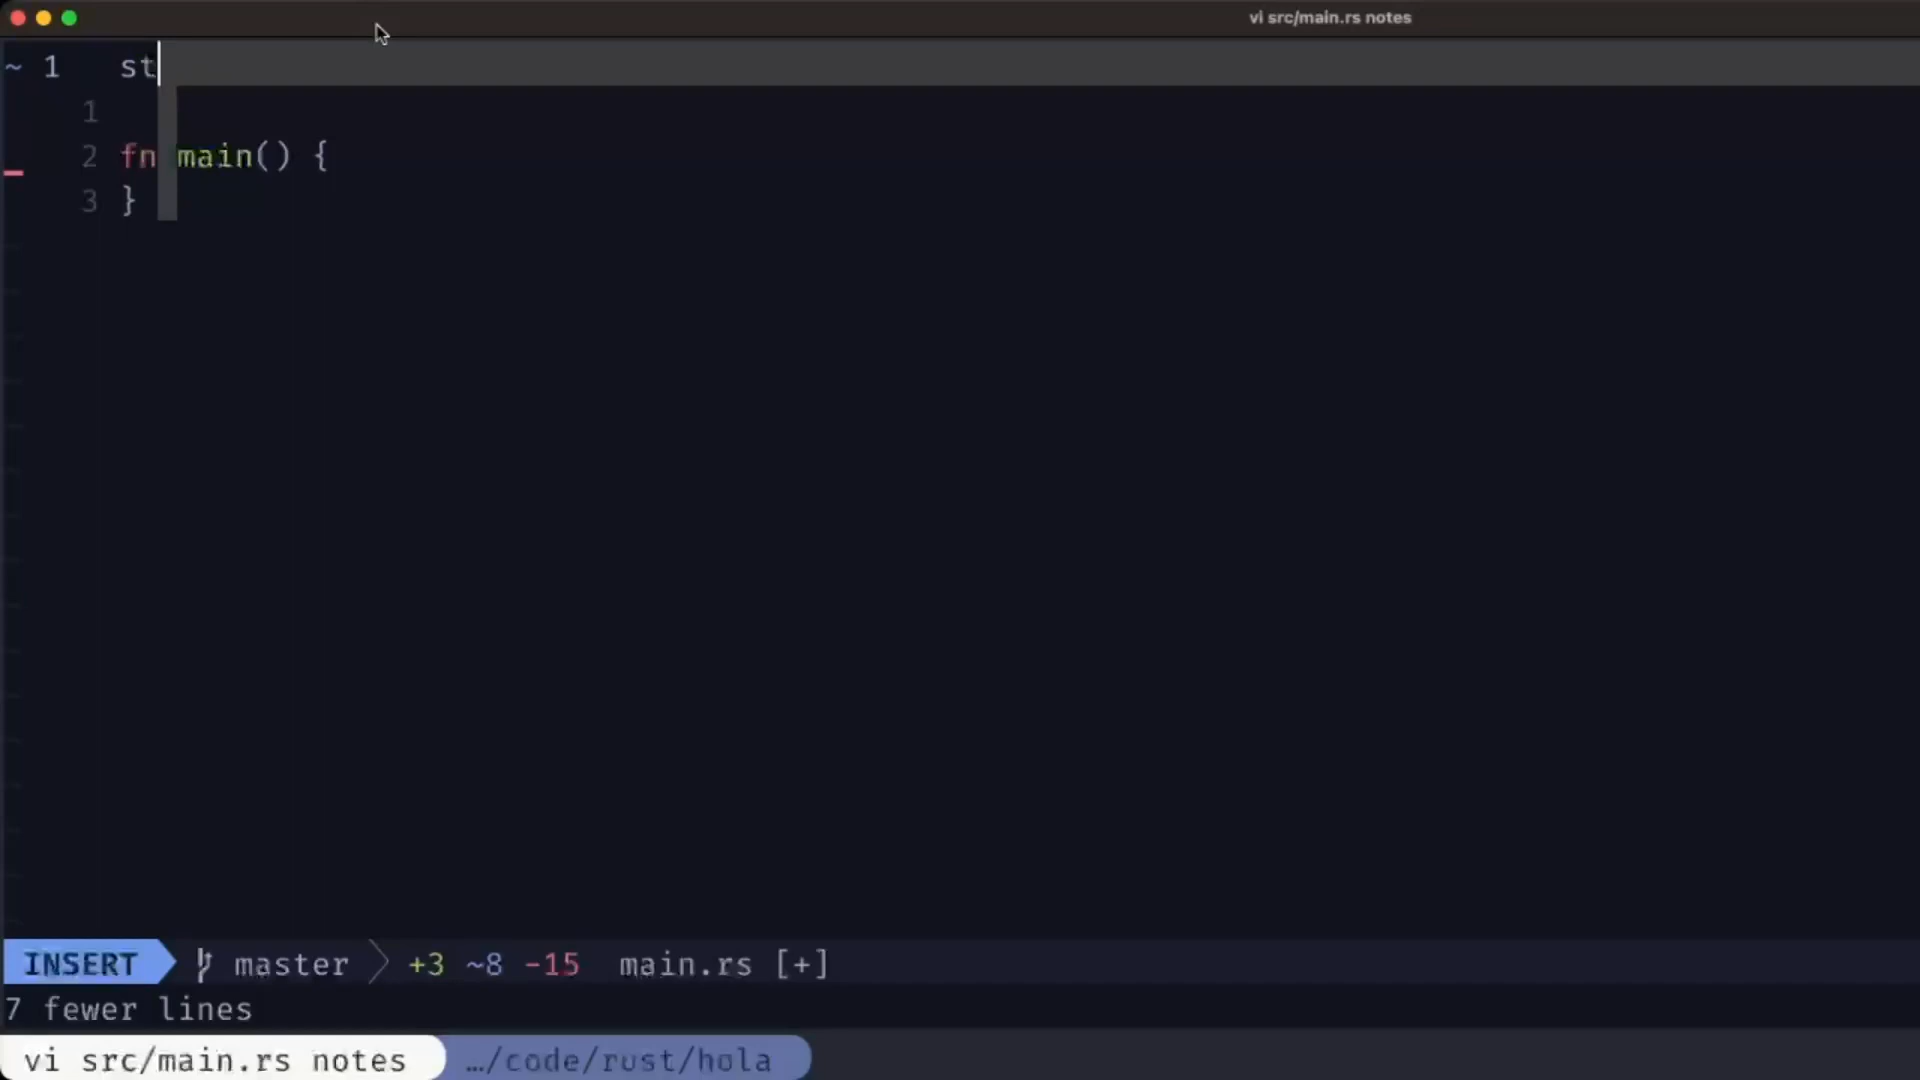 vi src/main.rs notes
~ 1 st
1
2 fn main() {
3 }
INSERT master +3 ~8 -15 main.rs [+]
7 fewer lines
vi src/main.rs notes …/code/rust/hola